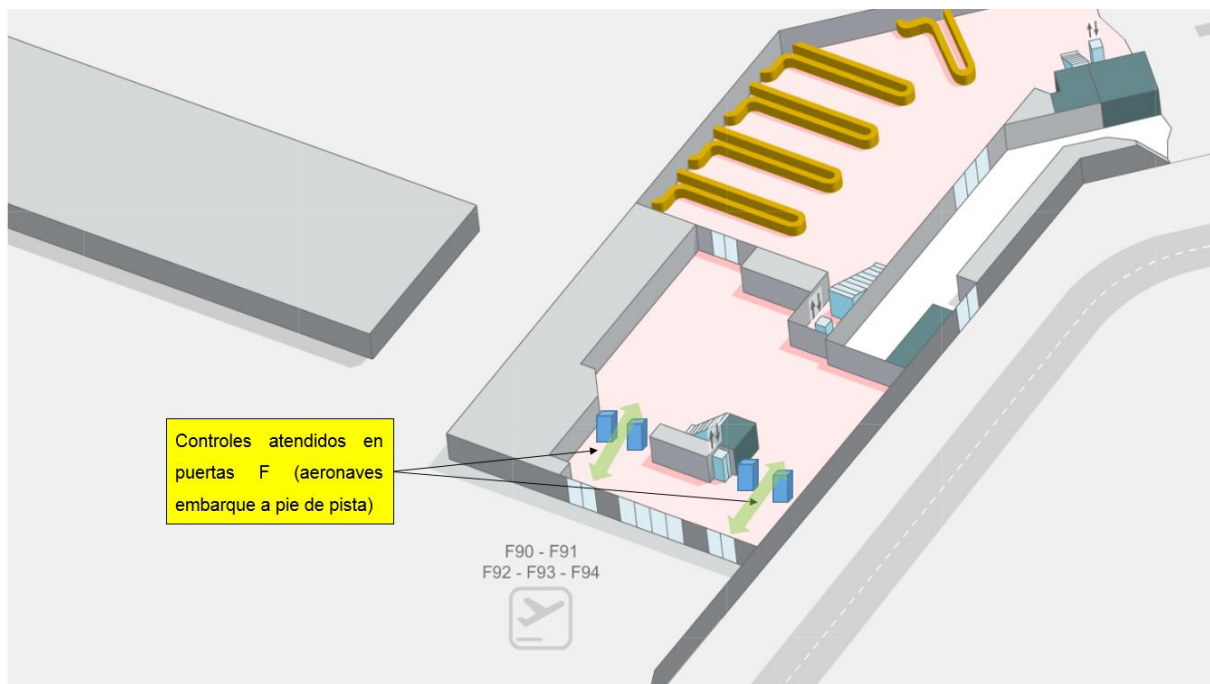 Controles atendidos en
puertas F (aeronaves
embarque a pie de pista)
F90 - F91
F92 - F93 - F94